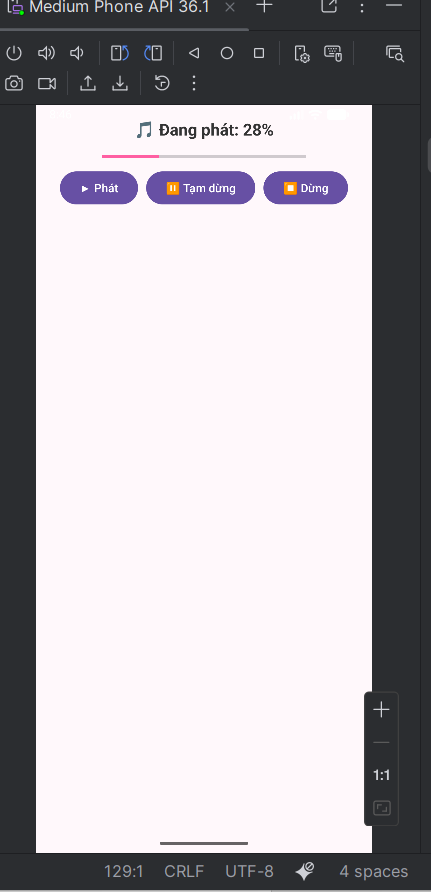 Medium Phone API 36.1
🎵 Đang phát: 28%
► Phát
⏸ Tạm dừng
⏹ Dừng
1:1
129:1 CRLF UTF-8 4 spaces